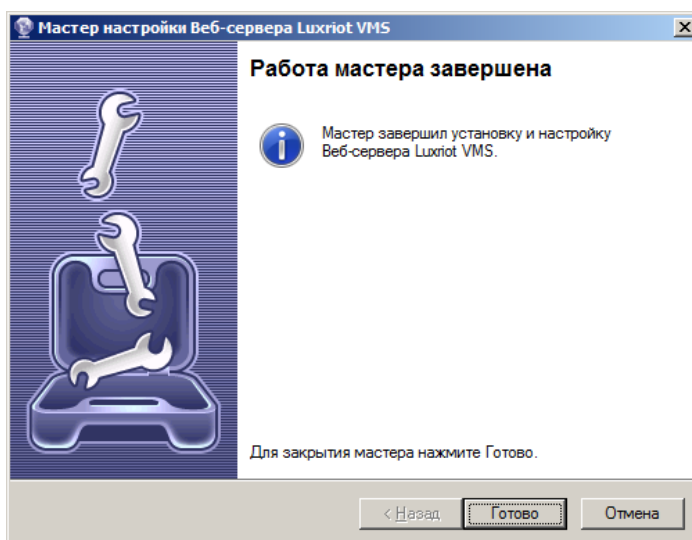 Мастер настройки Веб-сервера Luxriot VMS
Работа мастера завершена
Мастер завершил установку и настройку
Веб-сервера Luxriot VMS.
Для закрытия мастера нажмите Готово.
< Назад
Готово
Отмена